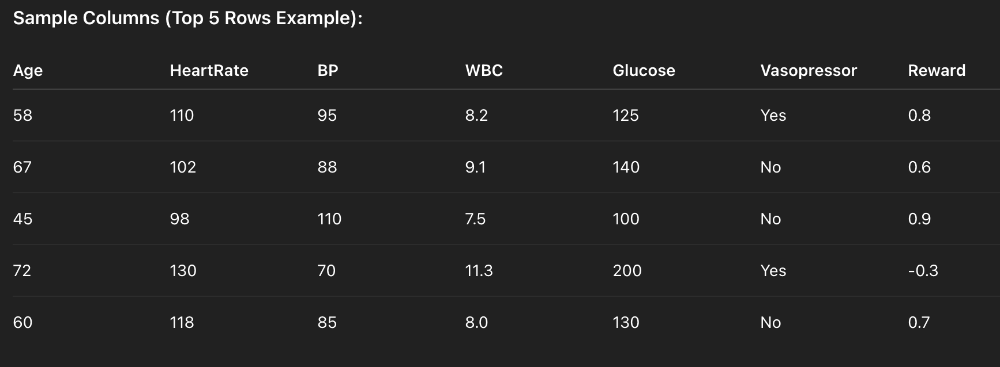 Sample Columns (Top 5 Rows Example):
Age HeartRate BP WBC Glucose Vasopressor Reward
58 110 95 8.2 125 Yes 0.8
67 102 88 9.1 140 No 0.6
45 98 110 7.5 100 No 0.9
72 130 70 11.3 200 Yes -0.3
60 118 85 8.0 130 No 0.7